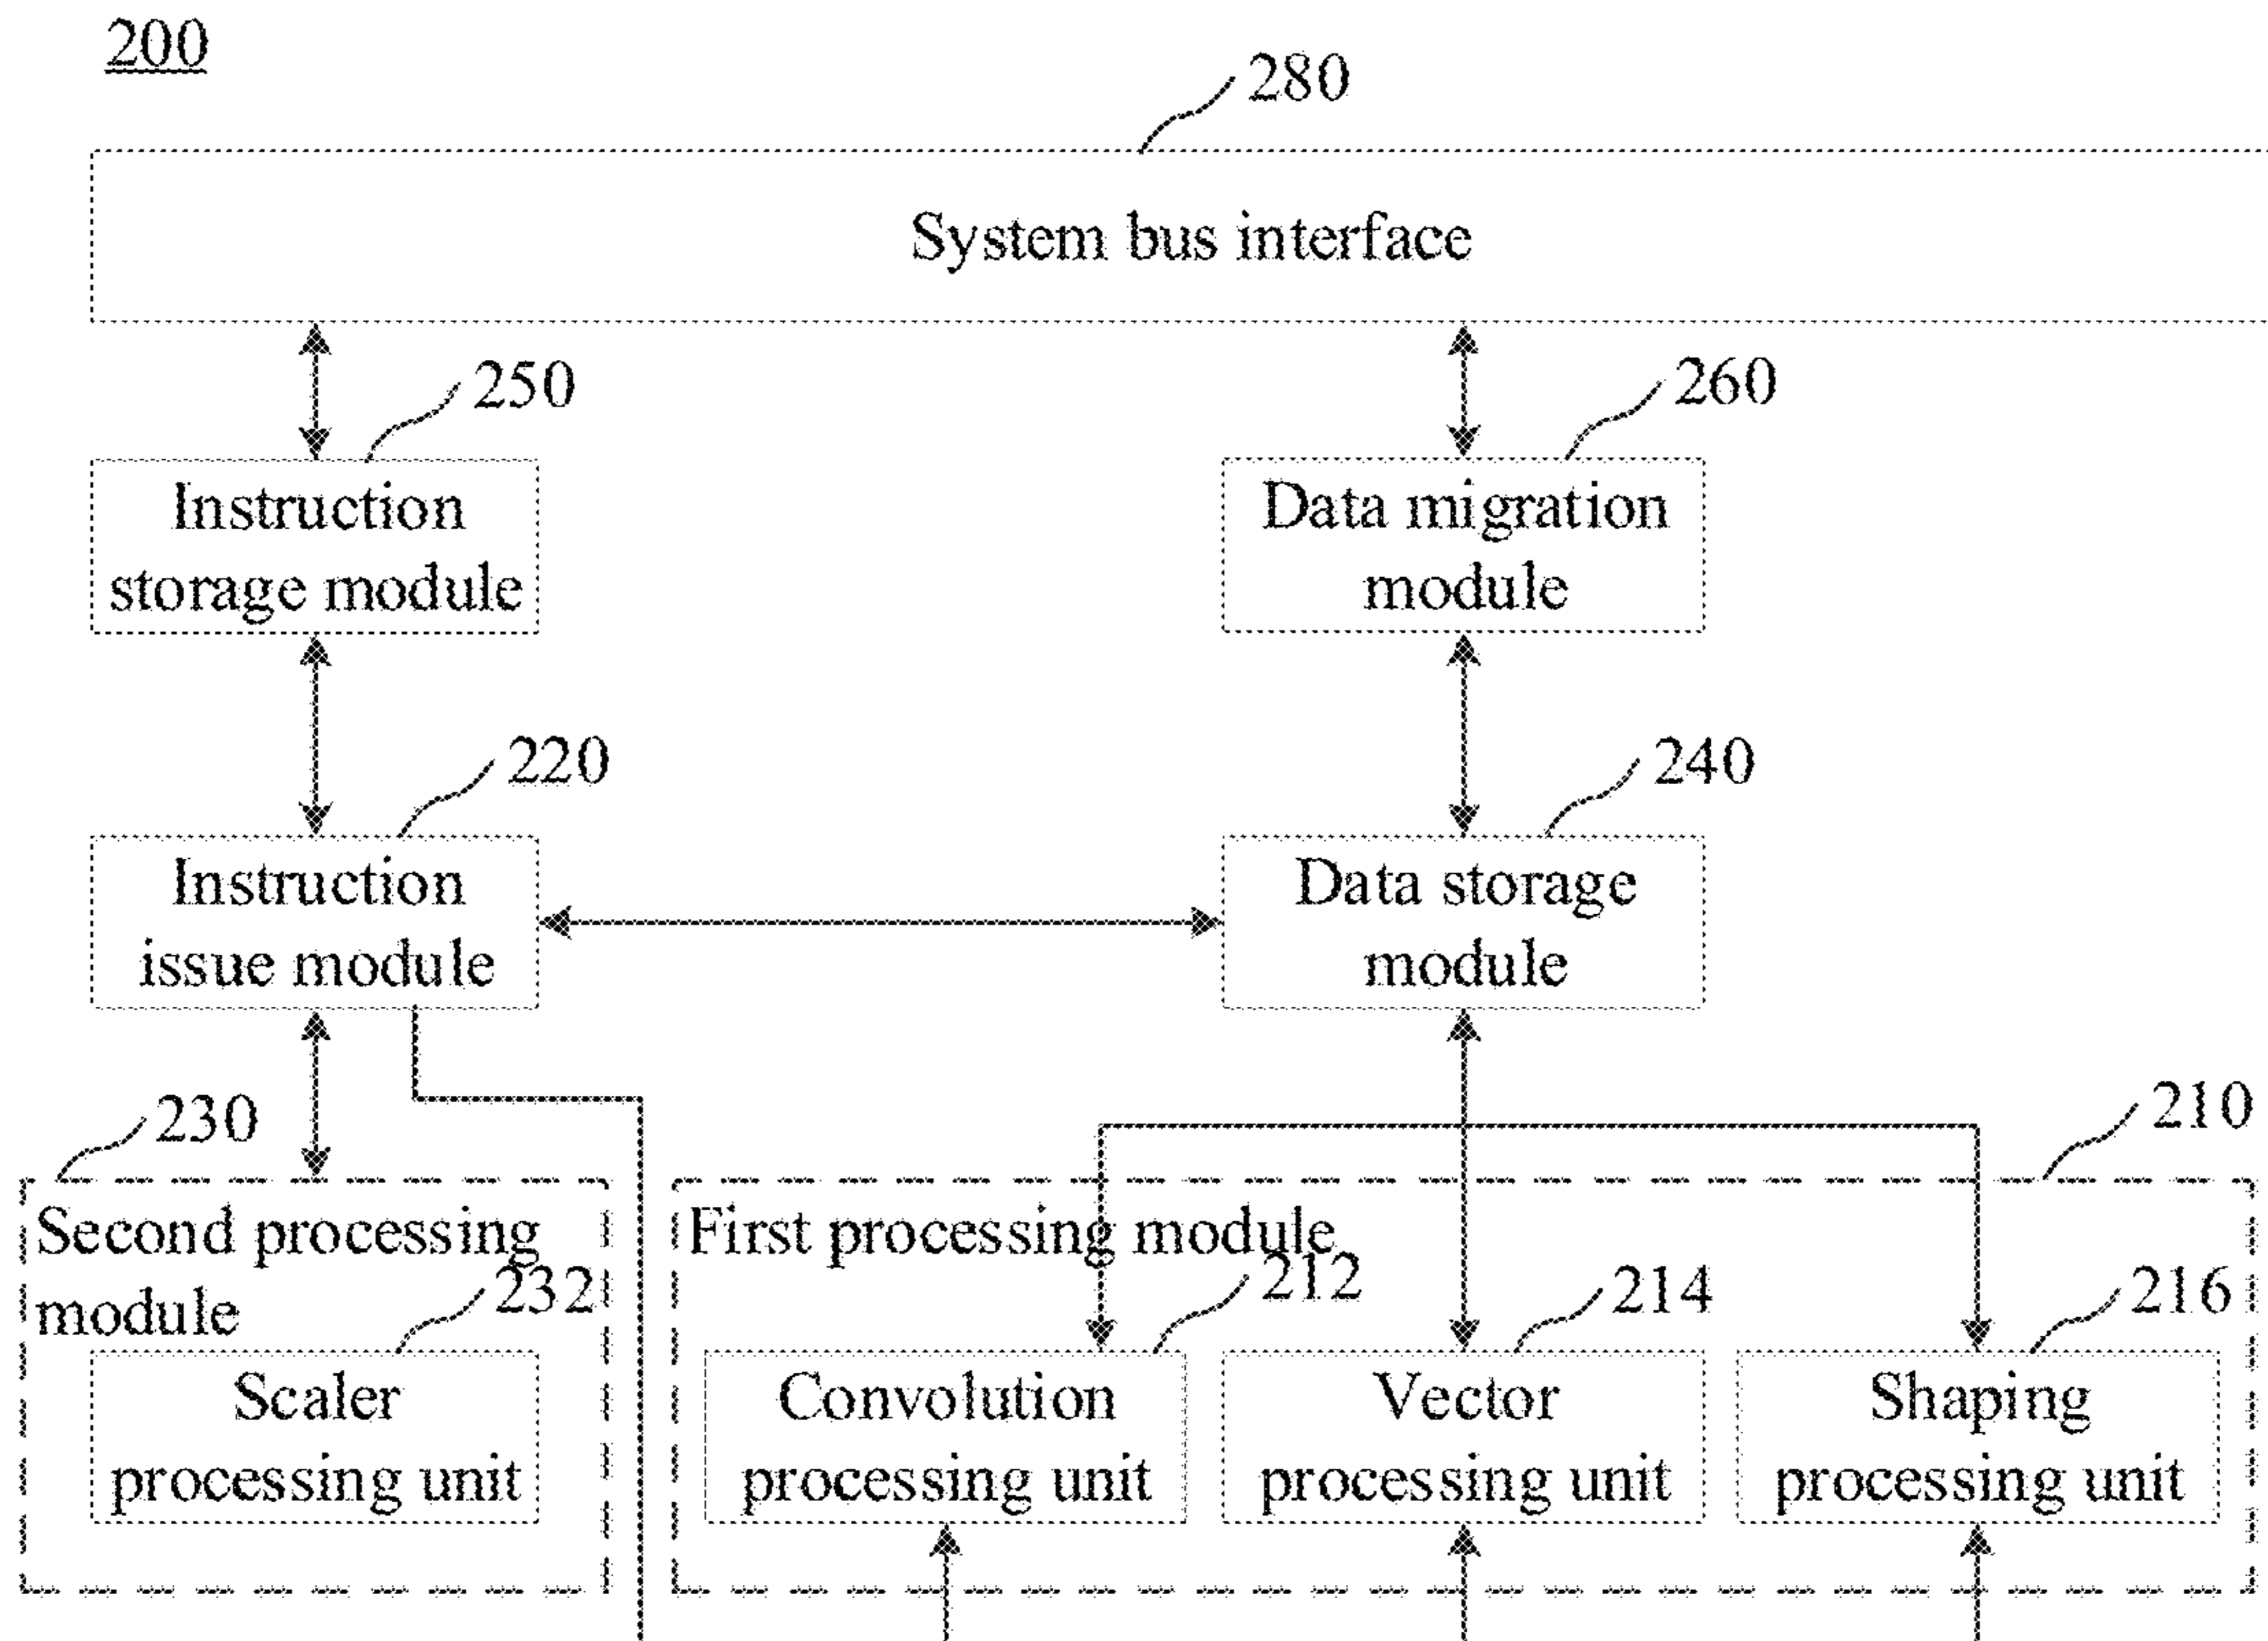 200
280
System bus interface
250
260
Instruction
storage module
Data migration
module
220
240
Instruction
issue module
Data storage
module
230
210
Second processing
module
232
First processing module
212
214
216
Scaler
processing unit
Convolution
processing unit
Vector
processing unit
Shaping
processing unit